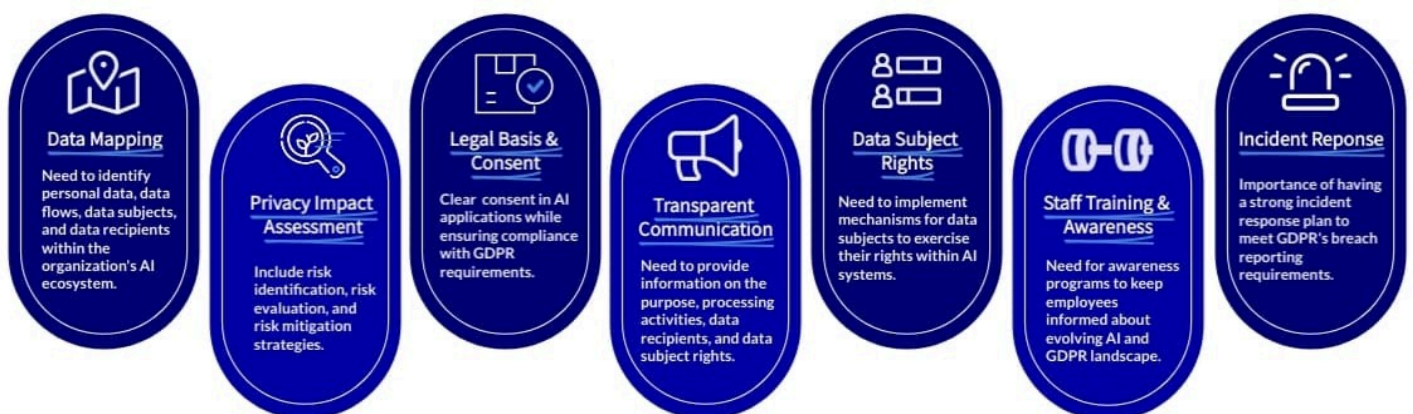 Data Mapping
Need to identify
personal data, data
flows, data subjects,
and data recipients
within the
organization's AI
ecosystem.
Privacy Impact
Assessment
Include risk
identification, risk
evaluation, and
risk mitigation
strategies.
Legal Basis &
Consent
Clear consent in AI
applications while
ensuring compliance
with GDPR
requirements.
Transparent
Communication
Need to provide
information on the
purpose, processing
activities, data
recipients, and data
subject rights.
Data Subject
Rights
Need to implement
mechanisms for data
subjects to exercise
their rights within AI
systems.
Staff Training &
Awareness
Need for awareness
programs to keep
employees
informed about
evolving AI and
GDPR landscape.
Incident Reponse
Importance of having
a strong incident
response plan to
meet GDPR's breach
reporting
requirements.